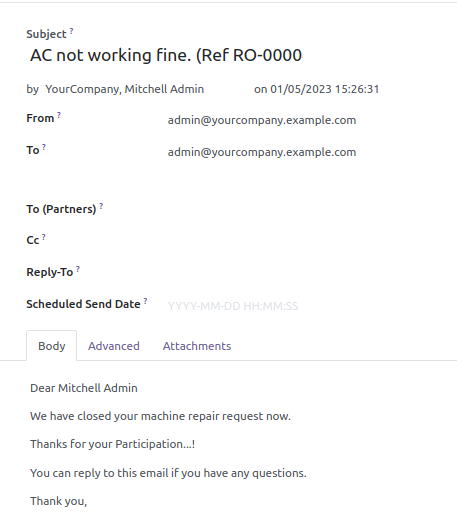 Subject ?
AC not working fine. (Ref RO-0000
by YourCompany, Mitchell Admin on 01/05/2023 15:26:31
From ? admin@yourcompany.example.com
To ? admin@yourcompany.example.com
To (Partners) ?
Cc ?
Reply-To ?
Scheduled Send Date ? YYYY-MM-DD HH:MM:SS
Body Advanced Attachments
Dear Mitchell Admin
We have closed your machine repair request now.
Thanks for your Participation...!
You can reply to this email if you have any questions.
Thank you,